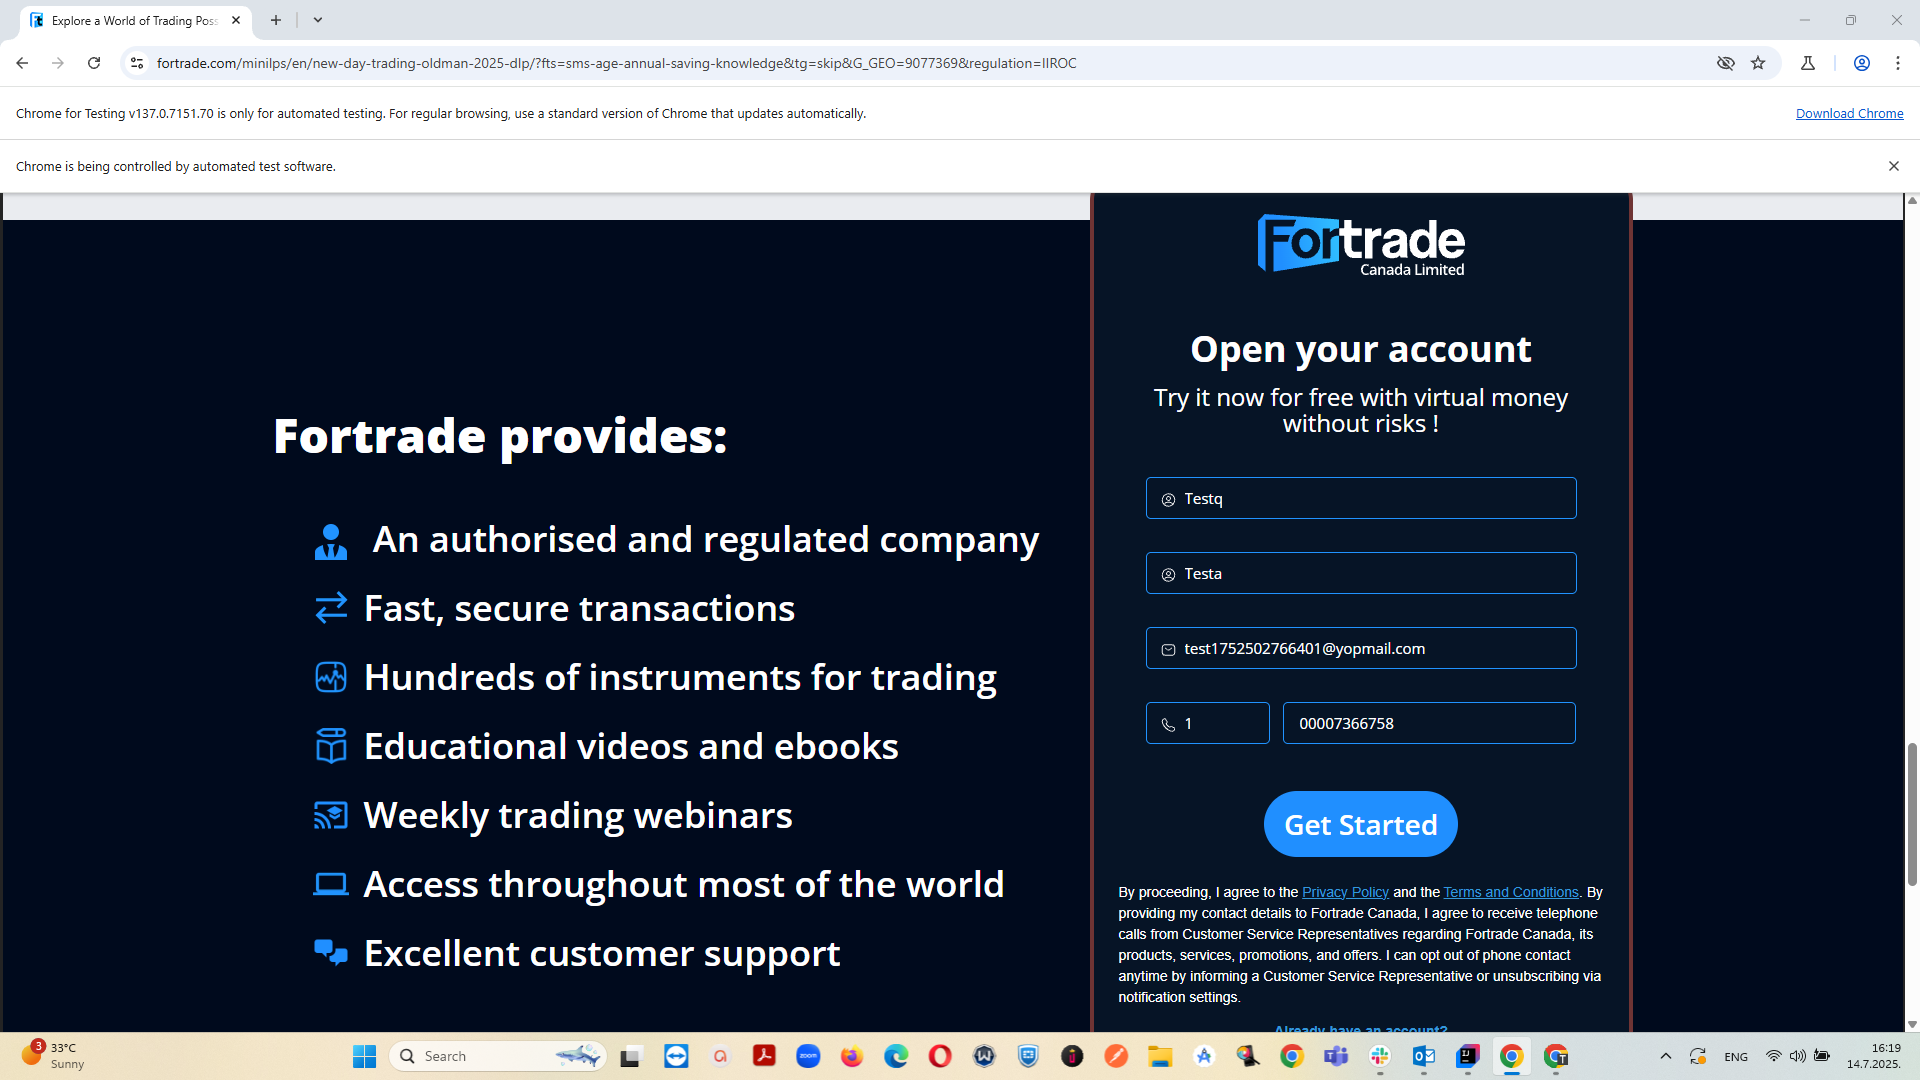 Explore a World of Trading Poss
fortrade.com/minilps/en/new-day-trading-oldman-2025-dlp/?fts=sms-age-annual-saving-knowledge&tg=skip&G_GEO=9077369&regulation=IIROC
Chrome for Testing v137.0.7151.70 is only for automated testing. For regular browsing, use a standard version of Chrome that updates automatically.
Download Chrome
Chrome is being controlled by automated test software.
Fortrade
Canada Limited
Open your account
Try it now for free with virtual money
without risks !
Fortrade provides:
An authorised and regulated company
Fast, secure transactions
Hundreds of instruments for trading
Educational videos and ebooks
Weekly trading webinars
Access throughout most of the world
Excellent customer support
Testq
Testa
test1752502766401@yopmail.com
1
00007366758
Get Started
By proceeding, I agree to the Privacy Policy and the Terms and Conditions. By
providing my contact details to Fortrade Canada, I agree to receive telephone
calls from Customer Service Representatives regarding Fortrade Canada, its
products, services, promotions, and offers. I can opt out of phone contact
anytime by informing a Customer Service Representative or unsubscribing via
notification settings.
Already have an account?
3
33°C
Sunny
Search
zoom
ENG
16:19
14.7.2025.